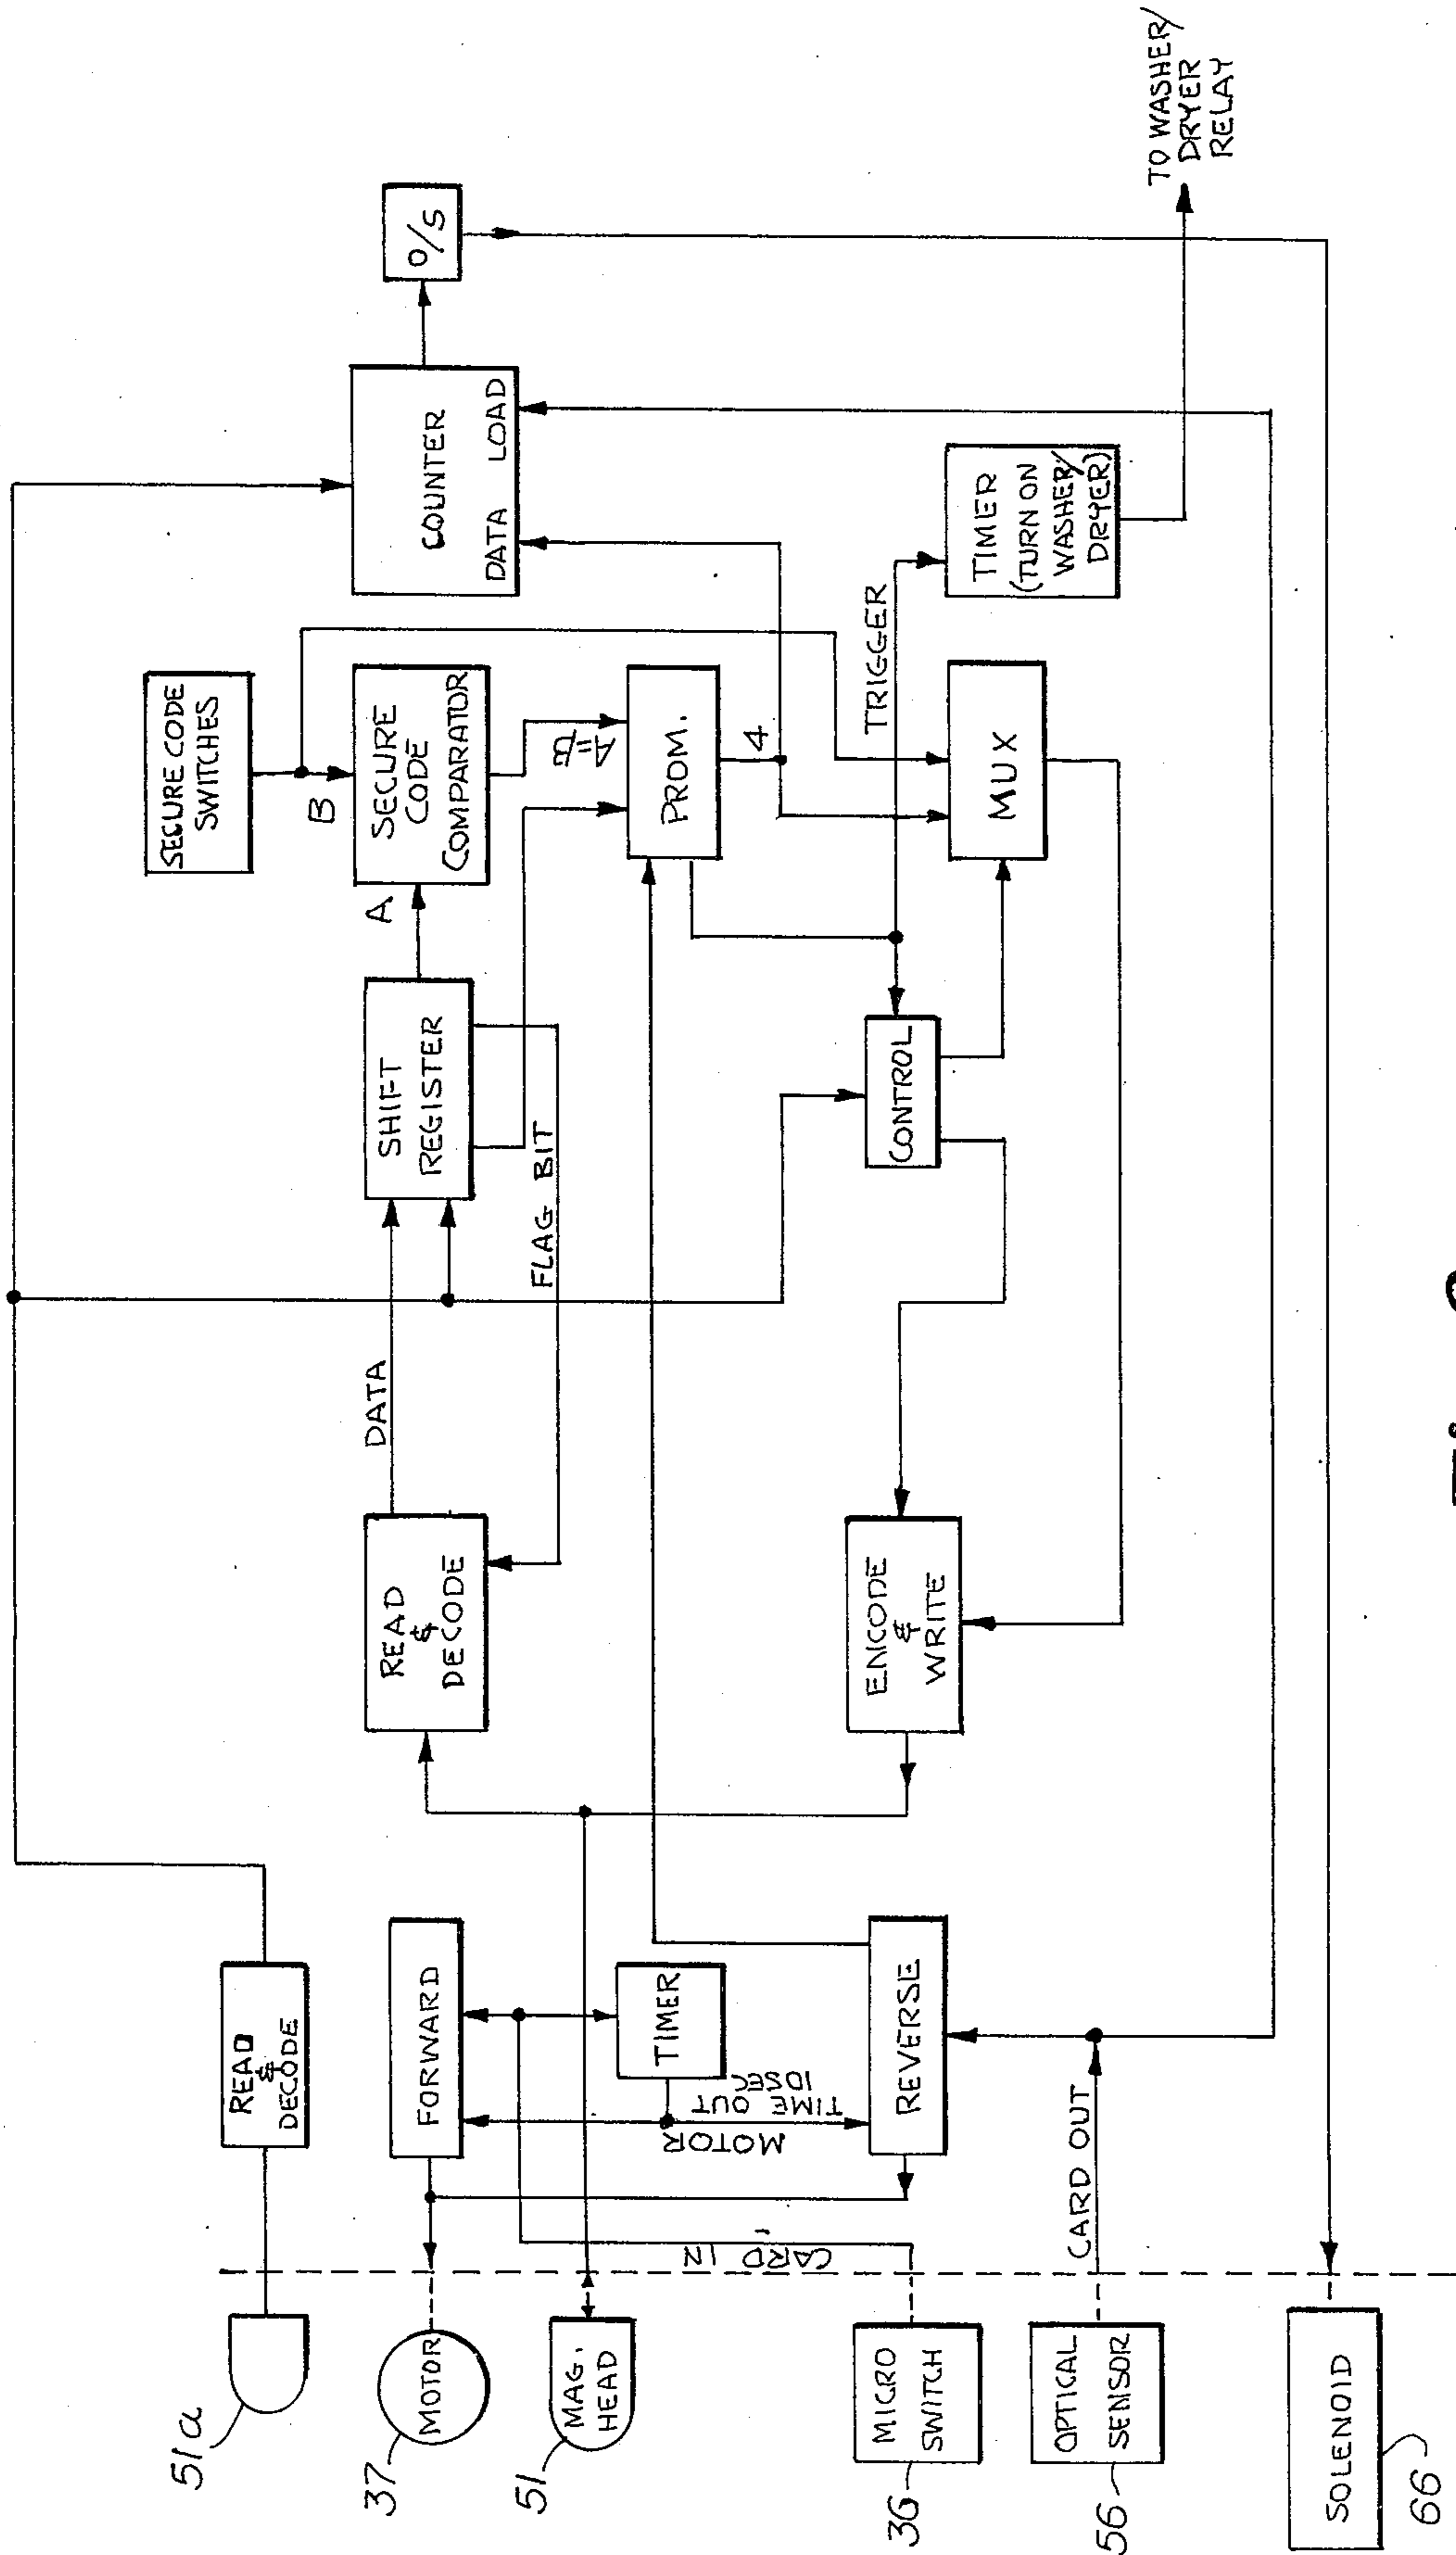 51a
READ
&
DECODE
37
MOTOR
FORWARD
51
MAG.
HEAD
TIMER
MOTOR
TIME OUT
10SEC
CARD IN
REVERSE
36
MICRO
SWITCH
56
OPTICAL
SENSOR
CARD OUT
SOLENOID
66
READ
&
DECODE
DATA
FLAG BIT
ENCODE
&
WRITE
SHIFT
REGISTER
CONTROL
SECURE CODE
SWITCHES
A
B
SECURE
CODE
COMPARATOR
A=B
PROM.
4
MUX
TRIGGER
COUNTER
DATA LOAD
O/S
TIMER
(TURN ON
WASHER/
DRYER)
TO WASHER/
DRYER
RELAY